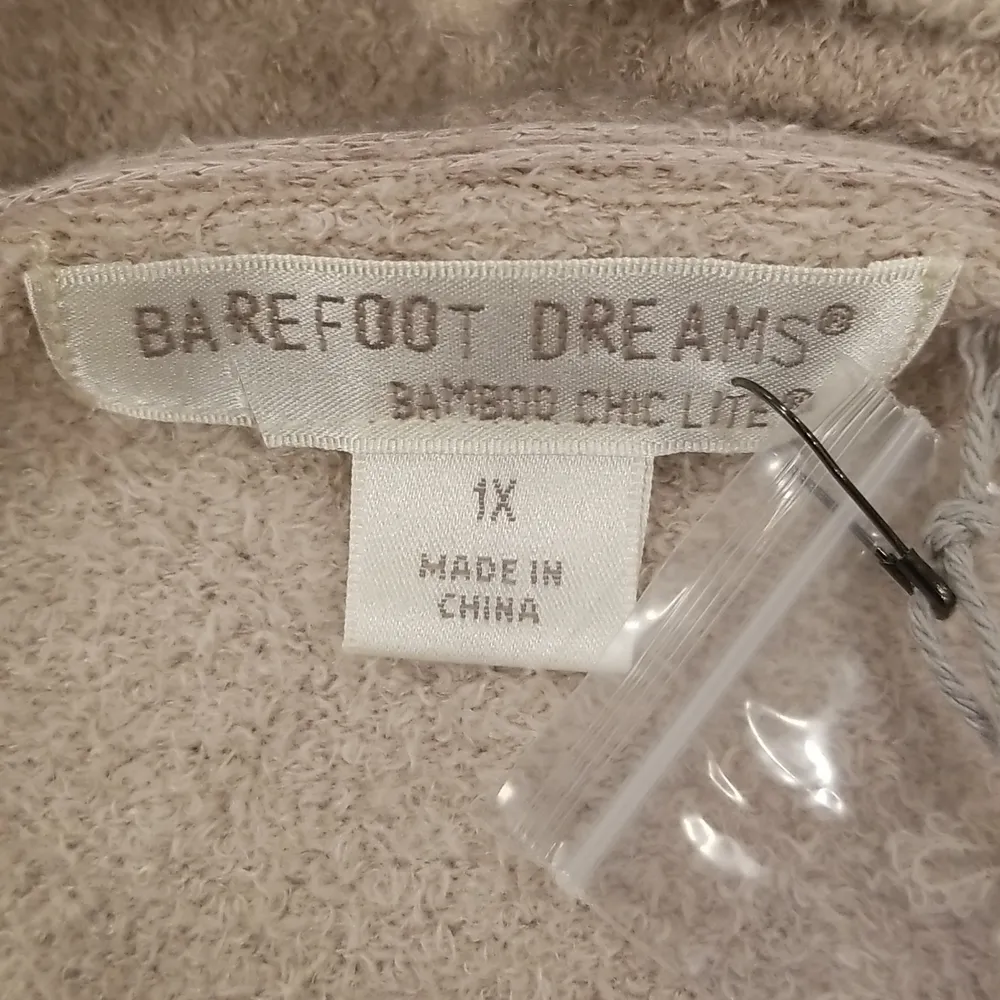 BAREFOOT DREAMS®
BAMBOO CHIC LITE®
1X
MADE IN
CHINA